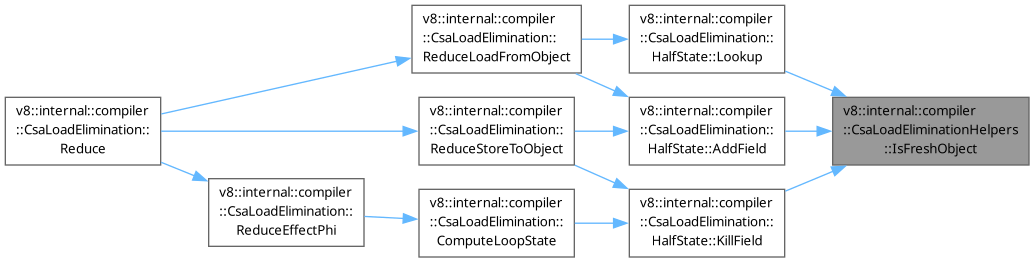 v8::internal::compiler
::CsaLoadElimination::
Reduce
v8::internal::compiler
::CsaLoadElimination::
ReduceEffectPhi
v8::internal::compiler
::CsaLoadElimination::
ReduceLoadFromObject
v8::internal::compiler
::CsaLoadElimination::
ReduceStoreToObject
v8::internal::compiler
::CsaLoadElimination::
ComputeLoopState
v8::internal::compiler
::CsaLoadElimination::
HalfState::Lookup
v8::internal::compiler
::CsaLoadElimination::
HalfState::AddField
v8::internal::compiler
::CsaLoadElimination::
HalfState::KillField
v8::internal::compiler
::CsaLoadEliminationHelpers
::IsFreshObject